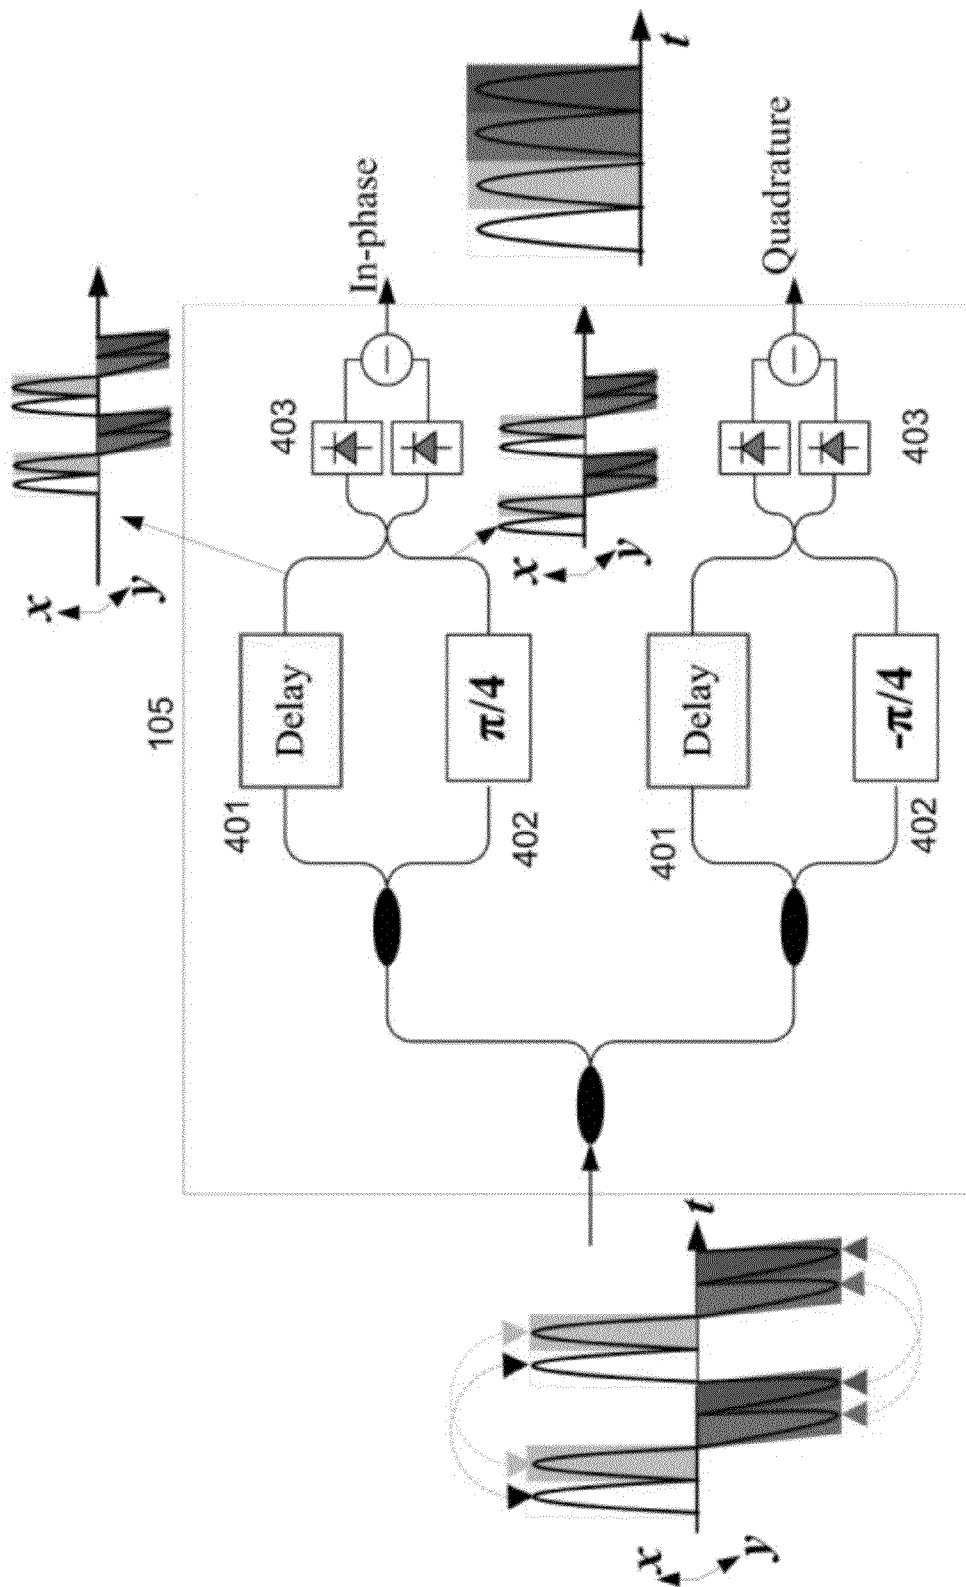 x
y
t
105
401
Delay
402
π/4
x
y
403
In-phase
x
y
t
401
Delay
402
-π/4
403
Quadrature